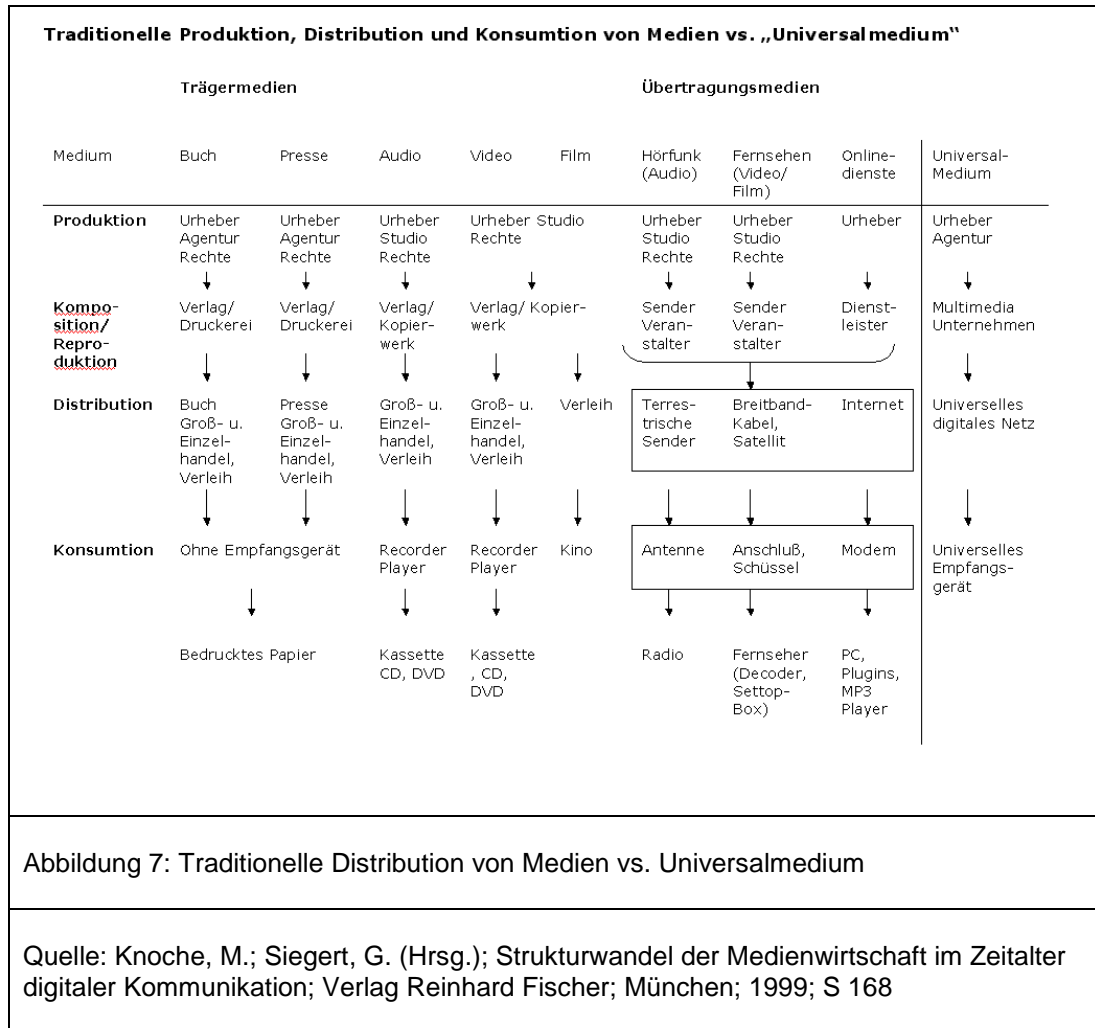 Traditionelle Produktion, Distribution und Konsumtion von Medien vs. „Universalmedium“
Trägermedien Übertragungsmedien
Medium Buch Presse Audio Video Film Hörfunk Fernsehen Online- Universal-
(Audio) (Video/ dienste Medium
Film)
Produktion Urheber Urheber Urheber Urheber Studio Urheber Urheber Urheber Urheber
Agentur Agentur Studio Rechte Studio Studio Agentur
Rechte Rechte Rechte Rechte Rechte
Kompo- Verlag/ Verlag/ Verlag/ Verlag/ Kopier- Sender Sender Dienst- Multimedia
sition/ Druckerei Druckerei Kopier- werk Veran- Veran- leister Unternehmen
Repro- werk stalter stalter
duktion
Distribution Buch Presse Groß- u. Groß- u. Verleih Terres- Breitband- Internet Universelles
Groß- u. Groß- u. Einzel- Einzel- trische Kabel, digitales Netz
Einzel- Einzel- handel, handel, Sender Satellit
handel, handel, Verleih Verleih
Verleih Verleih
Konsumtion Ohne Empfangsgerät Recorder Recorder Kino Antenne Anschluß, Modem Universelles
Player Player Schüssel Empfangs-
gerät
Bedrucktes Papier Kassette Kassette Radio Fernseher PC,
CD, DVD , CD, (Decoder, Plugins,
DVD Settop- MP3
Box) Player
Abbildung 7: Traditionelle Distribution von Medien vs. Universalmedium
Quelle: Knoche, M.; Siegert, G. (Hrsg.); Strukturwandel der Medienwirtschaft im Zeitalter
digitaler Kommunikation; Verlag Reinhard Fischer; München; 1999; S 168